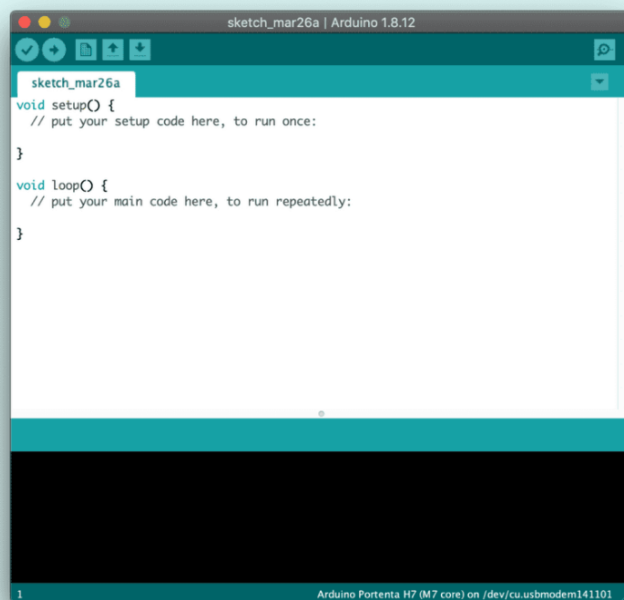 sketch_mar26a | Arduino 1.8.12
sketch_mar26a
void setup() {
  // put your setup code here, to run once:
}
void loop() {
  // put your main code here, to run repeatedly:
}
1 Arduino Portenta H7 (M7 core) on /dev/cu.usbmodem141101